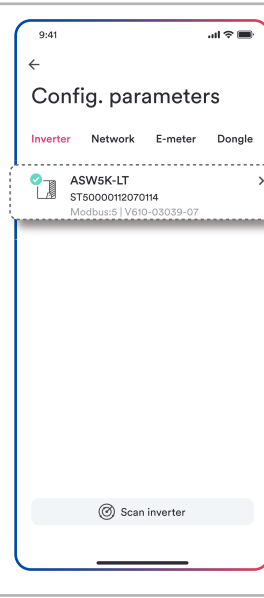 9:41
Config. parameters
Inverter Network E-meter Dongle
ASW5K-LT
ST50000112070114
Modbus:5 | V610-03039-07
Scan inverter